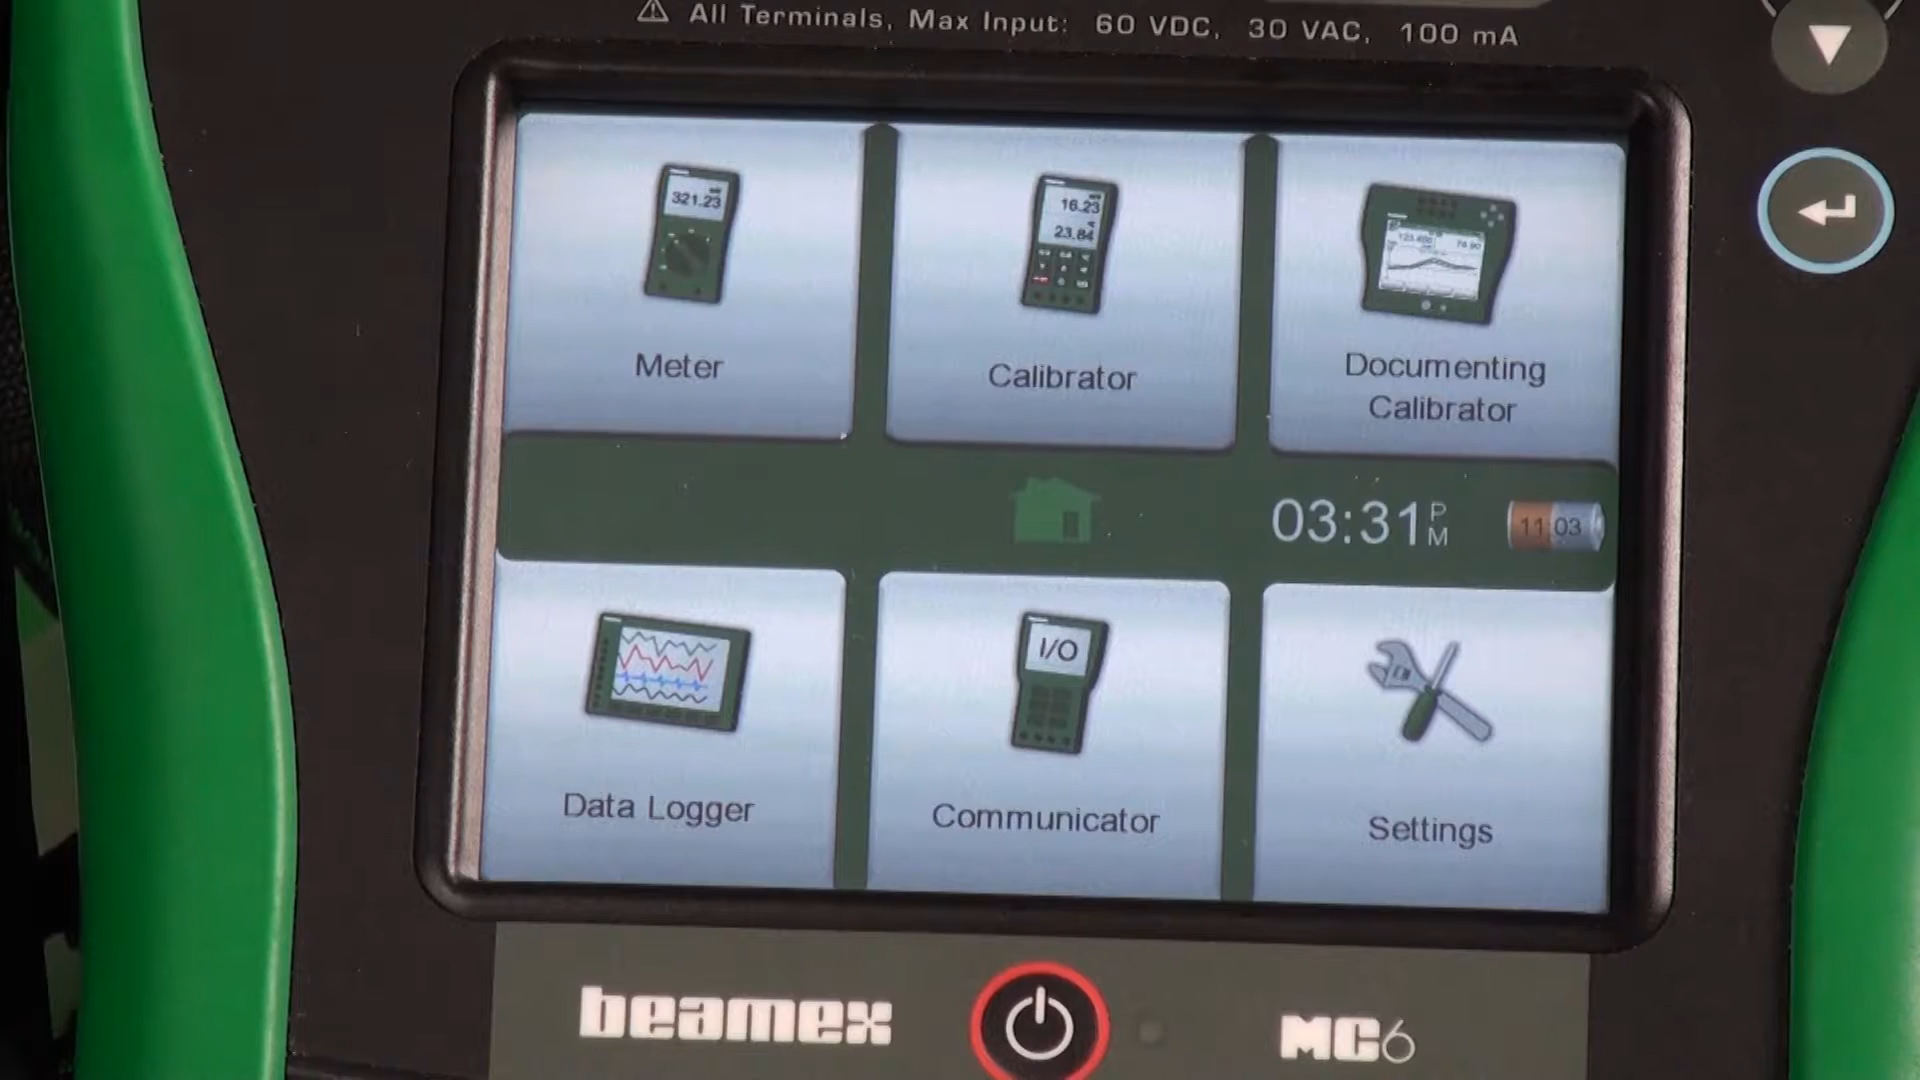 ⚠ All Terminals, Max Input: 60 VDC, 30 VAC, 100 mA
321.23
16.23
23.84
Meter
Calibrator
Documenting
Calibrator
03:31 PM
11:03
I/O
Data Logger
Communicator
Settings
beamex
MC6